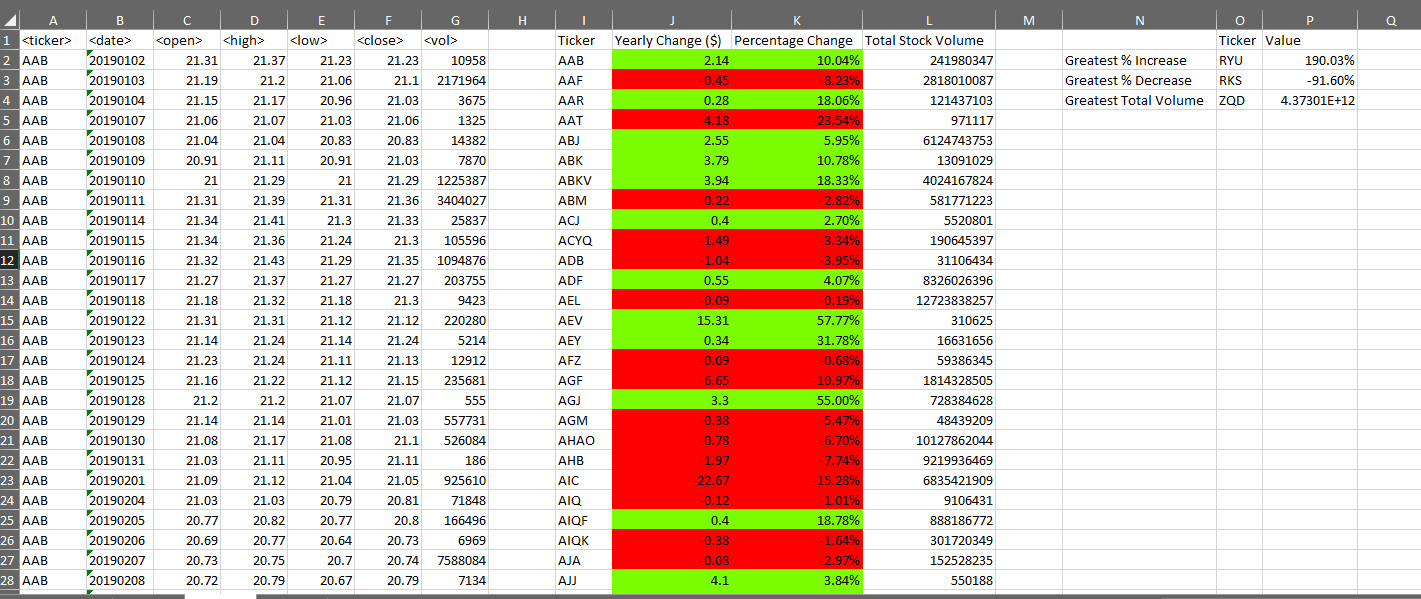 A B C D E F G H I J K L M N O P Q
1 <ticker> <date> <open> <high> <low> <close> <vol> Ticker Yearly Change ($) Percentage Change Total Stock Volume Ticker Value
2 AAB 20190102 21.31 21.37 21.23 21.23 10958 AAB 2.14 10.04% 241980347 Greatest % Increase RYU 190.03%
3 AAB 20190103 21.19 21.2 21.06 21.1 2171964 AAF -0.45 -8.23% 2818010087 Greatest % Decrease RKS -91.60%
4 AAB 20190104 21.15 21.17 20.96 21.03 3675 AAR 0.28 18.06% 121437103 Greatest Total Volume ZQD 4.37301E+12
5 AAB 20190107 21.06 21.07 21.03 21.06 1325 AAT -4.18 -23.54% 971117
6 AAB 20190108 21.04 21.04 20.83 20.83 14382 ABJ 2.55 5.95% 6124743753
7 AAB 20190109 20.91 21.11 20.91 21.03 7870 ABK 3.79 10.78% 13091029
8 AAB 20190110 21 21.29 21 21.29 1225387 ABKV 3.94 18.33% 4024167824
9 AAB 20190111 21.31 21.39 21.31 21.36 3404027 ABM -0.22 -2.82% 581771223
10 AAB 20190114 21.34 21.41 21.3 21.33 25837 ACJ 0.4 2.70% 5520801
11 AAB 20190115 21.34 21.36 21.24 21.3 105596 ACYQ -1.49 -3.34% 190645397
12 AAB 20190116 21.32 21.43 21.29 21.35 1094876 ADB -1.04 -3.95% 31106434
13 AAB 20190117 21.27 21.37 21.27 21.27 203755 ADF 0.55 4.07% 8326026396
14 AAB 20190118 21.18 21.32 21.18 21.3 9423 AEL -0.09 -0.19% 12723838257
15 AAB 20190122 21.31 21.31 21.12 21.12 220280 AEV 15.31 57.77% 310625
16 AAB 20190123 21.14 21.24 21.14 21.24 5214 AEY 0.34 31.78% 16631656
17 AAB 20190124 21.23 21.24 21.11 21.13 12912 AFZ -0.09 -0.68% 59386345
18 AAB 20190125 21.16 21.22 21.12 21.15 235681 AGF -6.65 -10.97% 1814328505
19 AAB 20190128 21.2 21.2 21.07 21.07 555 AGJ 3.3 55.00% 728384628
20 AAB 20190129 21.14 21.14 21.01 21.03 557731 AGM -0.38 -5.47% 48439209
21 AAB 20190130 21.08 21.17 21.08 21.1 526084 AHAO -0.78 -6.70% 10127862044
22 AAB 20190131 21.03 21.11 20.95 21.11 186 AHB -1.97 -7.74% 9219936469
23 AAB 20190201 21.09 21.12 21.04 21.05 925610 AIC -22.67 -15.28% 6835421909
24 AAB 20190204 21.03 21.03 20.79 20.81 71848 AIQ -0.12 -1.01% 9106431
25 AAB 20190205 20.77 20.82 20.77 20.8 166496 AIQF 0.4 18.78% 888186772
26 AAB 20190206 20.69 20.77 20.64 20.73 6969 AIQK -0.38 -1.64% 301720349
27 AAB 20190207 20.73 20.75 20.7 20.74 7588084 AJA -0.08 -2.97% 152528235
28 AAB 20190208 20.72 20.79 20.67 20.79 7134 AJJ 4.1 3.84% 550188